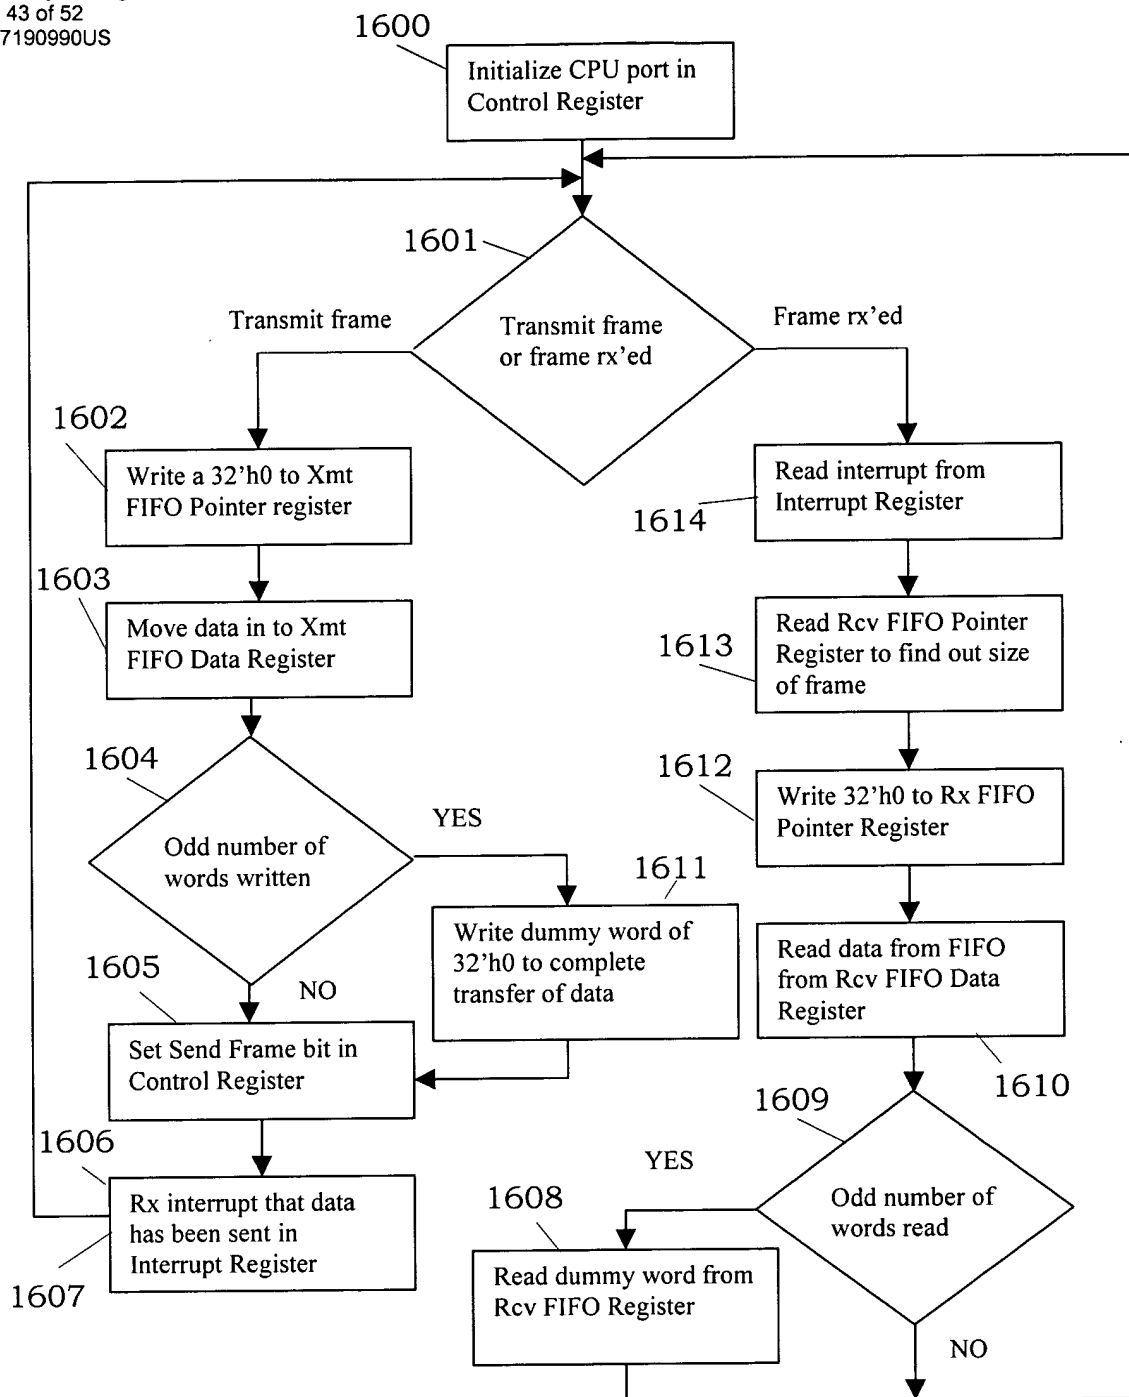 43 of 52
7190990US
1600
Initialize CPU port in
Control Register
1601
Transmit frame
or frame rx'ed
Transmit frame
Frame rx'ed
1602
Write a 32'h0 to Xmt
FIFO Pointer register
1603
Move data in to Xmt
FIFO Data Register
1604
Odd number of
words written
YES
NO
1611
Write dummy word of
32'h0 to complete
transfer of data
1605
Set Send Frame bit in
Control Register
1606
Rx interrupt that data
has been sent in
Interrupt Register
1607
Read interrupt from
Interrupt Register
1614
Read Rcv FIFO Pointer
Register to find out size
of frame
1613
1612
Write 32'h0 to Rx FIFO
Pointer Register
Read data from FIFO
from Rcv FIFO Data
Register
1610
1609
Odd number of
words read
YES
1608
Read dummy word from
Rcv FIFO Register
NO